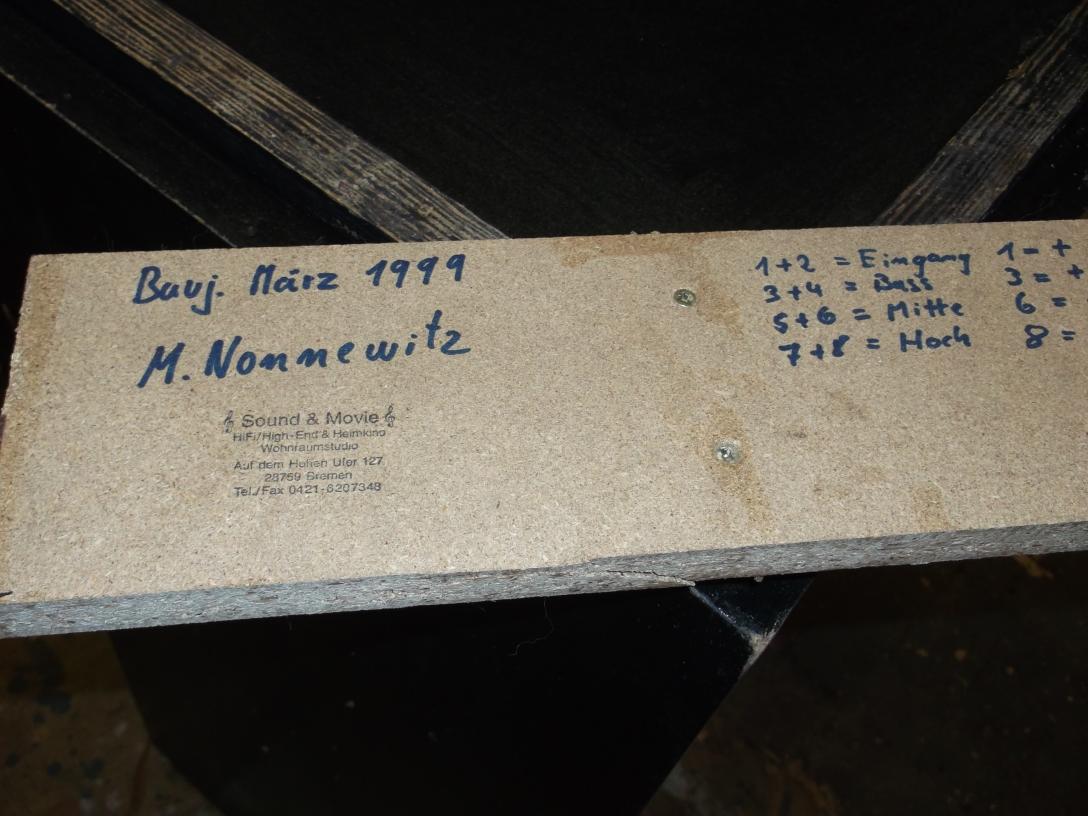 Bauj. März 1999
M. Nonnewitz
Sound & Movie
HiFi/High-End & Heimkino
Wohnraumstudio
Auf dem Hohen Ufer 127
28759 Bremen
Tel./Fax 0421-6207348
1+2 = Eingang 1 = +
3+4 = Bass 3 = +
5+6 = Mitte 6 =
7+8 = Hoch 8 =